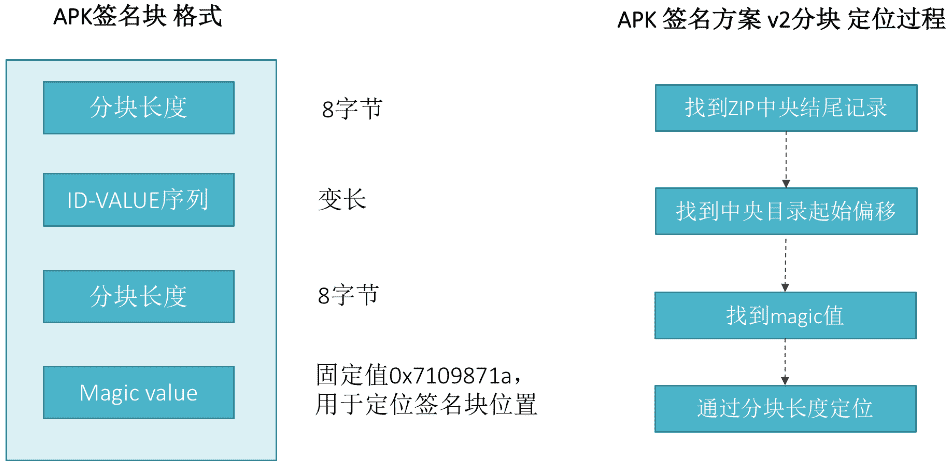 APK签名块 格式
分块长度
8字节
ID-VALUE序列
变长
分块长度
8字节
Magic value
固定值0x7109871a，
用于定位签名块位置
APK 签名方案 v2分块 定位过程
找到ZIP中央结尾记录
找到中央目录起始偏移
找到magic值
通过分块长度定位